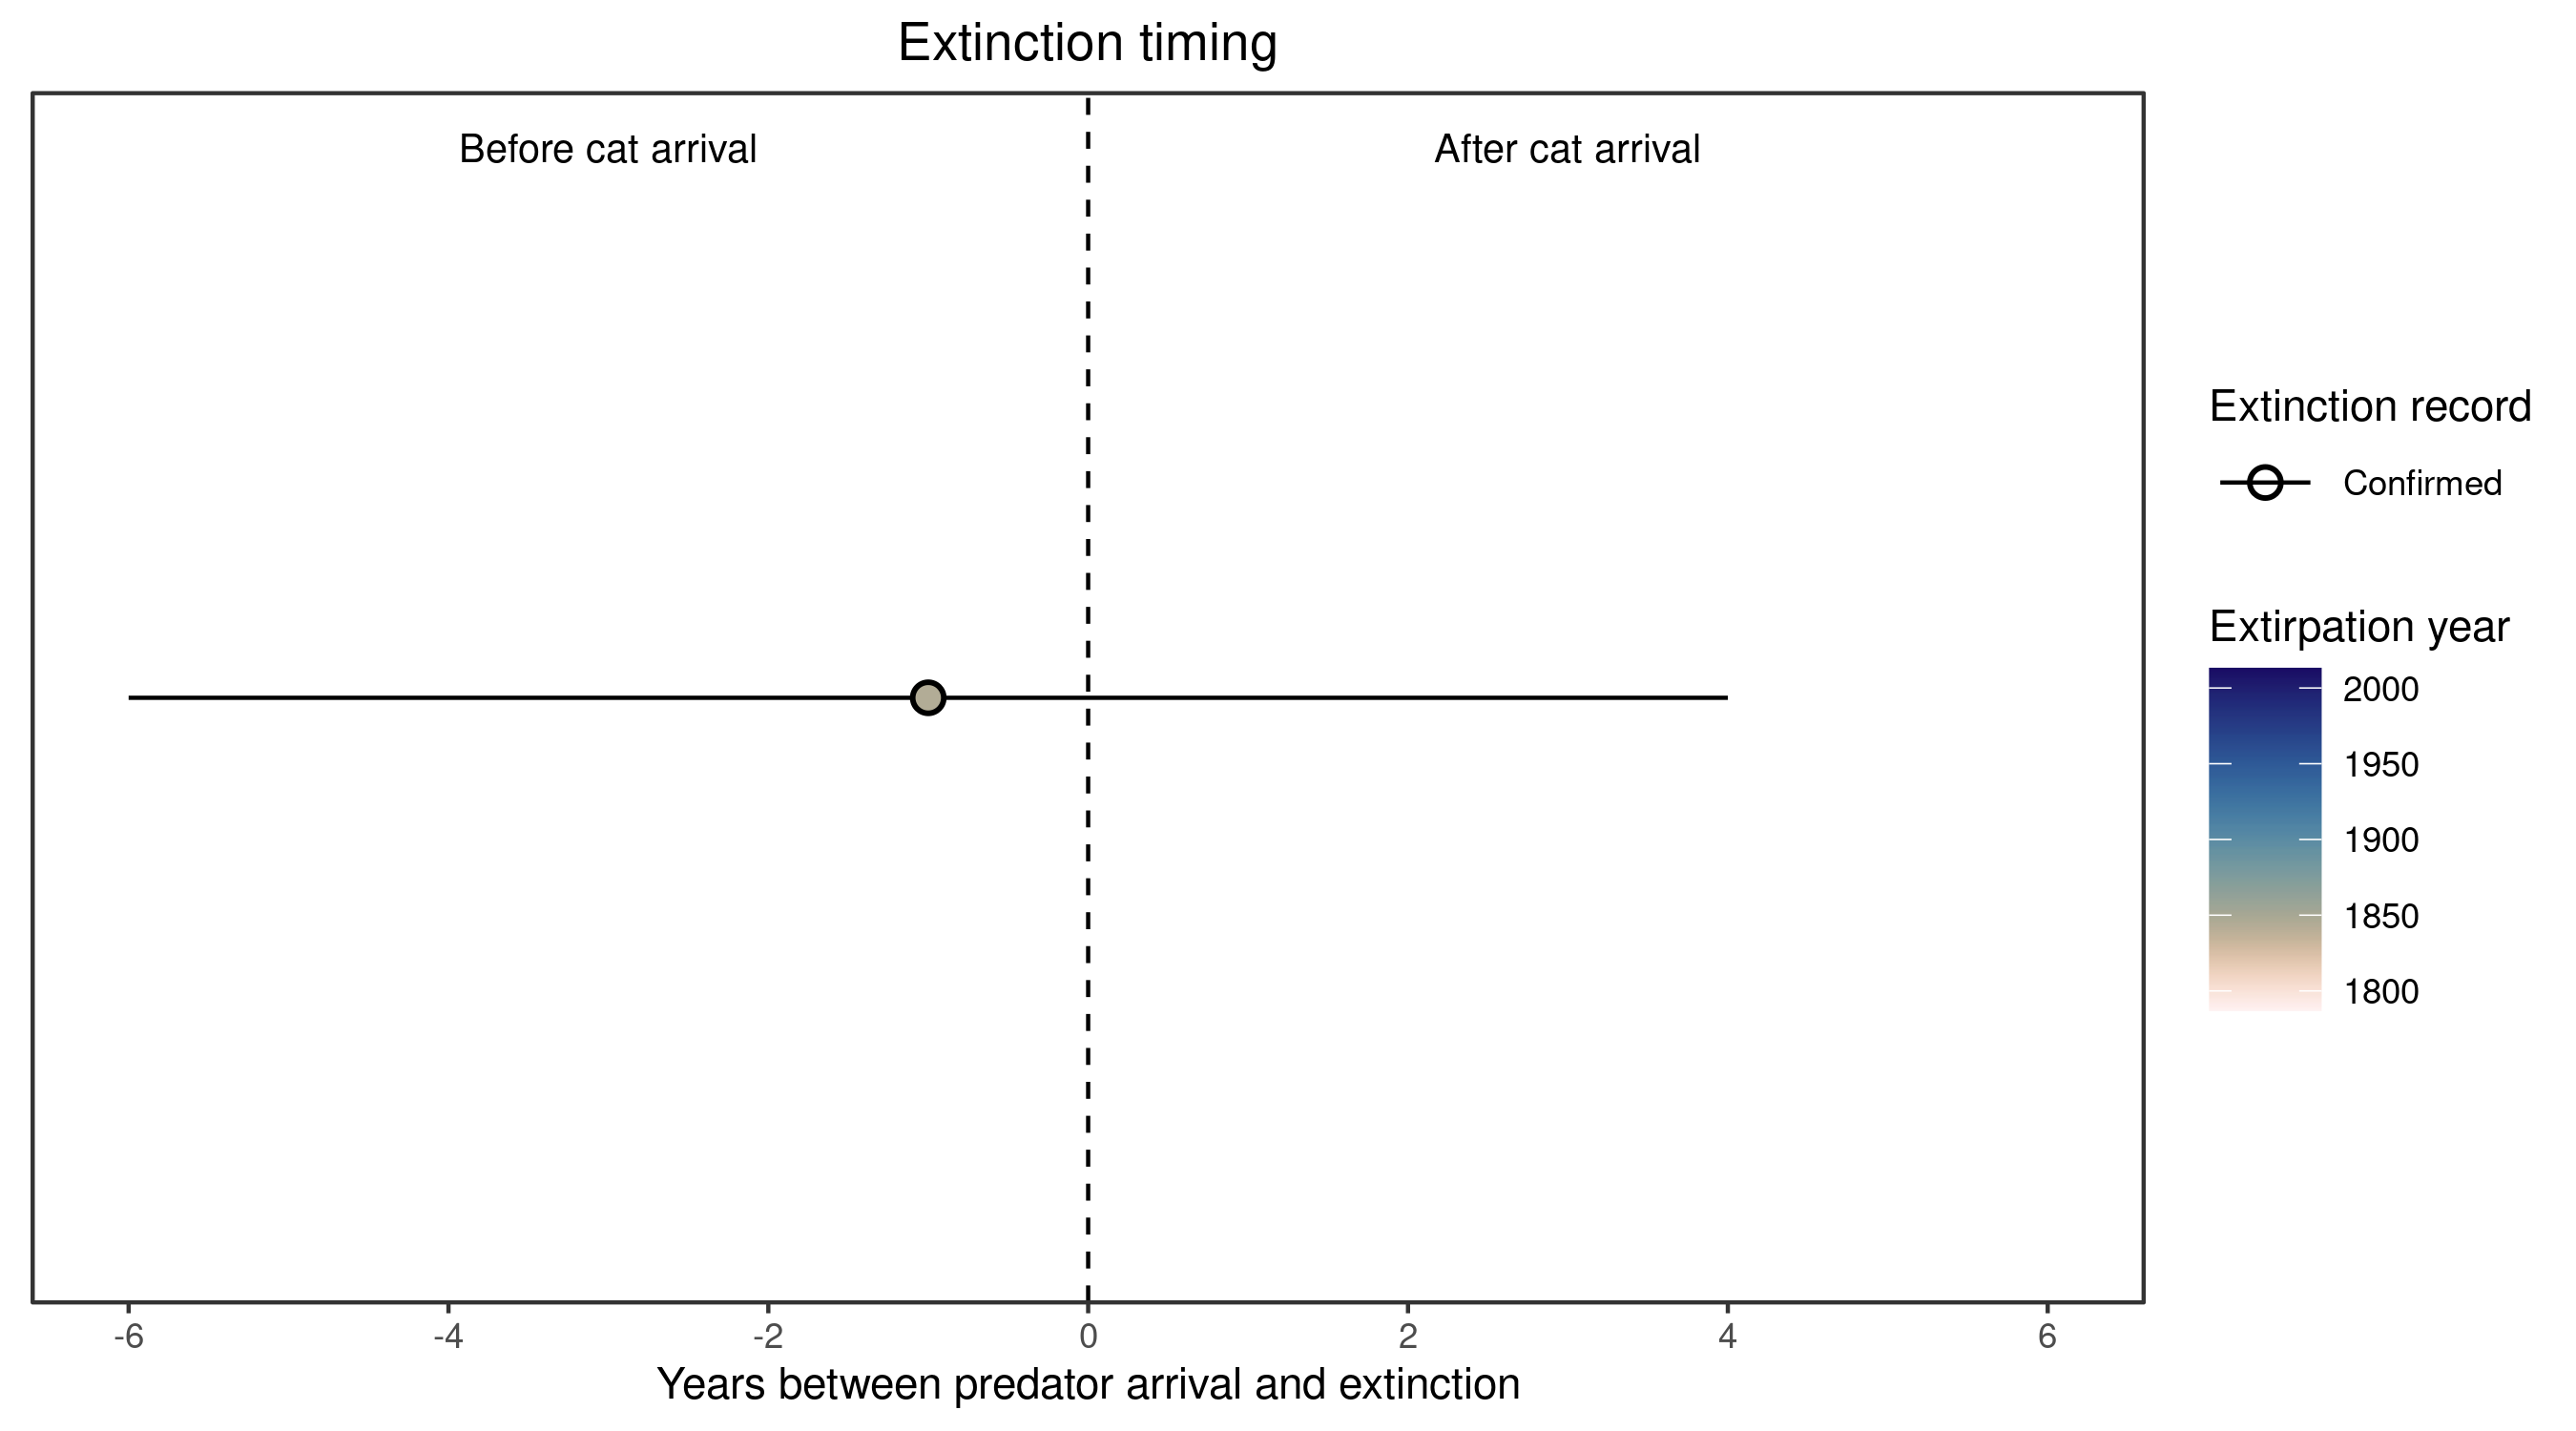 Extinction timing
Before cat arrival
After cat arrival
Extinction record
Confirmed
Extirpation year
2000
1950
1900
1850
1800
-6
-4
-2
0
2
4
6
Years between predator arrival and extinction